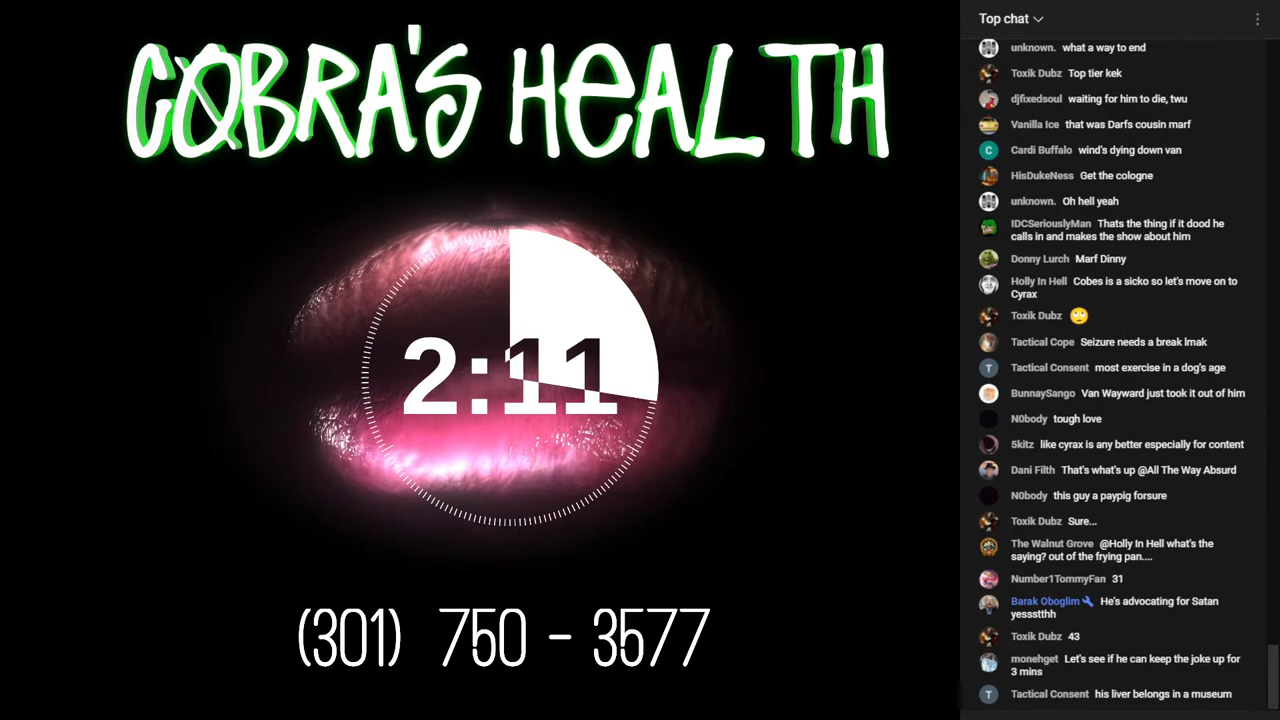 COBRA'S HEALTH
2:11
(301) 750 - 3577
Top chat
unknown. what a way to end
Toxik Dubz Top tier kek
djfixedsoul waiting for him to die, twu
Vanilla Ice that was Darfs cousin marf
Cardi Buffalo wind's dying down van
HisDukeNess Get the cologne
unknown. Oh hell yeah
IDCSeriouslyMan Thats the thing if it dood he
calls in and makes the show about him
Donny Lurch Marf Dinny
Holly In Hell Cobes is a sicko so let's move on to
Cyrax
Toxik Dubz 🙄
Tactical Cope Seizure needs a break lmak
T Tactical Consent most exercise in a dog's age
BunnaySango Van Wayward just took it out of him
N0body tough love
5kitz like cyrax is any better especially for content
Dani Filth That's what's up @All The Way Absurd
N0body this guy a paypig forsure
Toxik Dubz Sure...
The Walnut Grove @Holly In Hell what's the
saying? out of the frying pan....
Number1TommyFan 31
Barak Oboglim He's advocating for Satan
yessstthh
Toxik Dubz 43
monehget Let's see if he can keep the joke up for
3 mins
T Tactical Consent his liver belongs in a museum